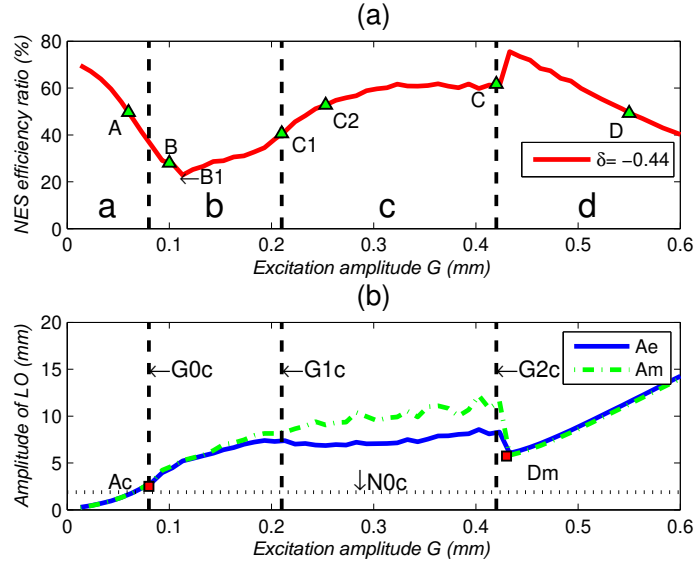 (a)
NES efficiency ratio (%)
80
60
40
20
0
A
B
←B1
C1
C2
C
D
δ= −0.44
a
b
c
d
0
0.1
0.2
0.3
0.4
0.5
0.6
Excitation amplitude G (mm)
(b)
Amplitude of LO (mm)
20
15
10
5
0
←G0c
←G1c
←G2c
Ae
Am
Ac
↓N0c
Dm
0
0.1
0.2
0.3
0.4
0.5
0.6
Excitation amplitude G (mm)